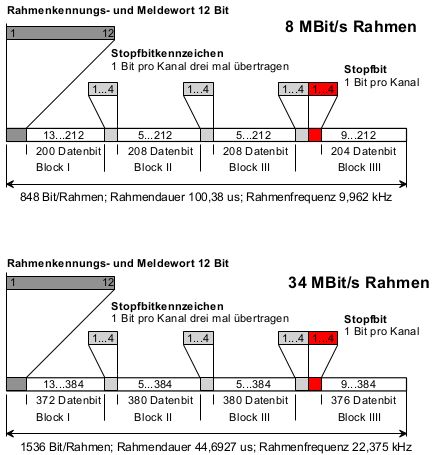 Rahmenkennungs- und Meldewort 12 Bit
8 MBit/s Rahmen
1 12
Stopfbitkennzeichen
1 Bit pro Kanal drei mal übertragen
Stopfbit
1 Bit pro Kanal
1...4 1...4 1...4 1...4
13...212 5...212 5...212 9...212
200 Datenbit 208 Datenbit 208 Datenbit 204 Datenbit
Block I Block II Block III Block IIII
848 Bit/Rahmen; Rahmendauer 100,38 us; Rahmenfrequenz 9,962 kHz
Rahmenkennungs- und Meldewort 12 Bit
34 MBit/s Rahmen
1 12
Stopfbitkennzeichen
1 Bit pro Kanal drei mal übertragen
Stopfbit
1 Bit pro Kanal
1...4 1...4 1...4 1...4
13...384 5...384 5...384 9...384
372 Datenbit 380 Datenbit 380 Datenbit 376 Datenbit
Block I Block II Block III Block IIII
1536 Bit/Rahmen; Rahmendauer 44,6927 us; Rahmenfrequenz 22,375 kHz